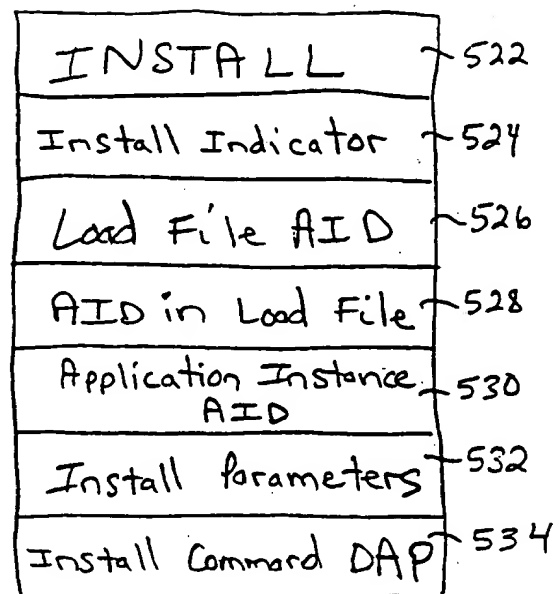 INSTALL 522
Install Indicator 524
Load File AID 526
AID in Load File 528
Application Instance 530
AID
Install Parameters 532
Install Command DAP 534